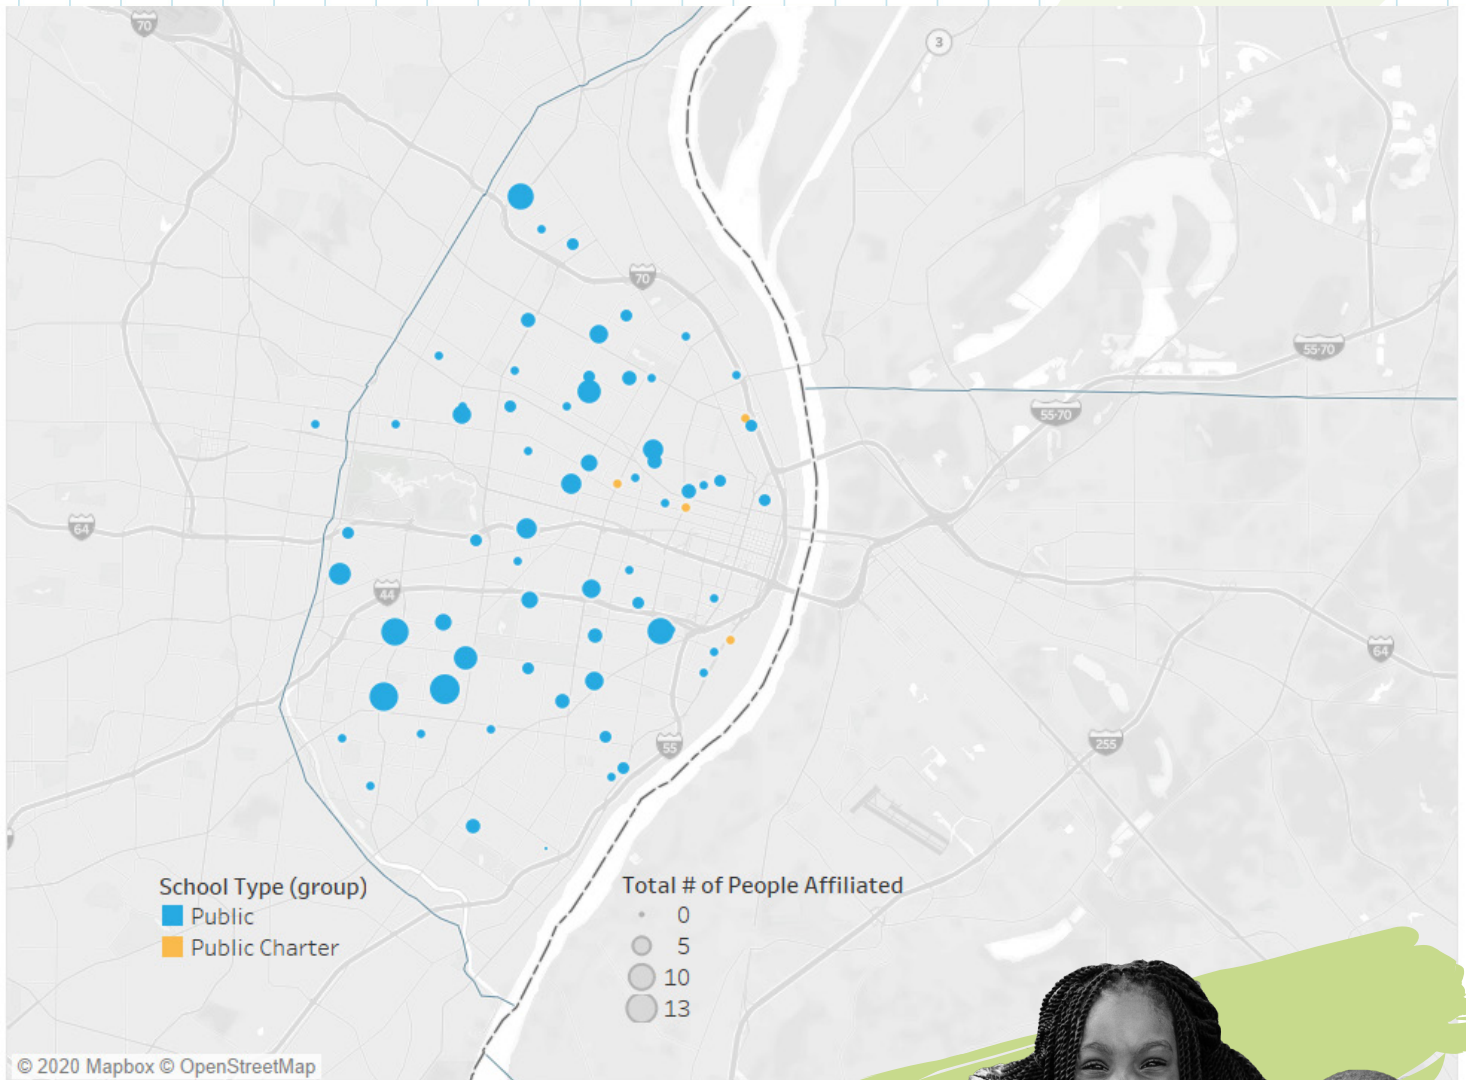 70
3
70
55-70
55-70
64
44
64
255
55
School Type (group)
Public
Public Charter
Total # of People Affiliated
0
5
10
13
© 2020 Mapbox © OpenStreetMap